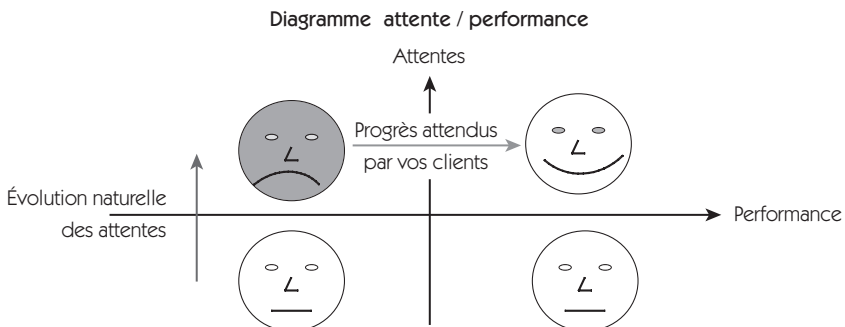 Diagramme attente / performance
Attentes
Progrès attendus
par vos clients
Évolution naturelle
des attentes
Performance